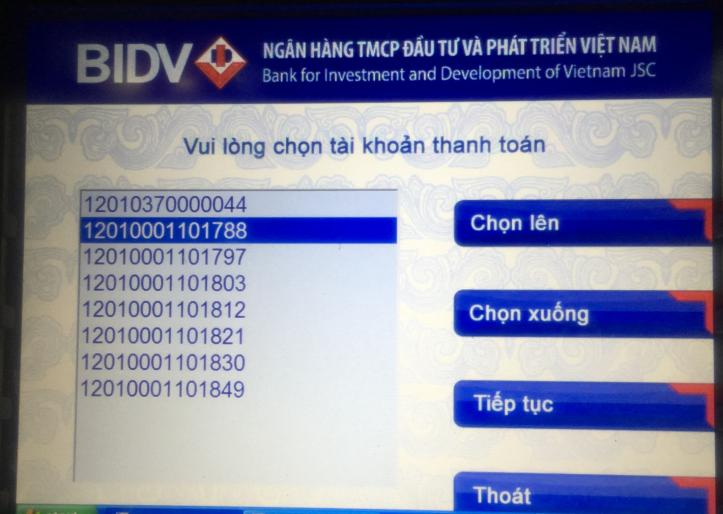 BIDV
NGÂN HÀNG TMCP ĐẦU TƯ VÀ PHÁT TRIỂN VIỆT NAM
Bank for Investment and Development of Vietnam JSC
Vui lòng chọn tài khoản thanh toán
12010370000044
12010001101788
12010001101797
12010001101803
12010001101812
12010001101821
12010001101830
12010001101849
Chọn lên
Chọn xuống
Tiếp tục
Thoát